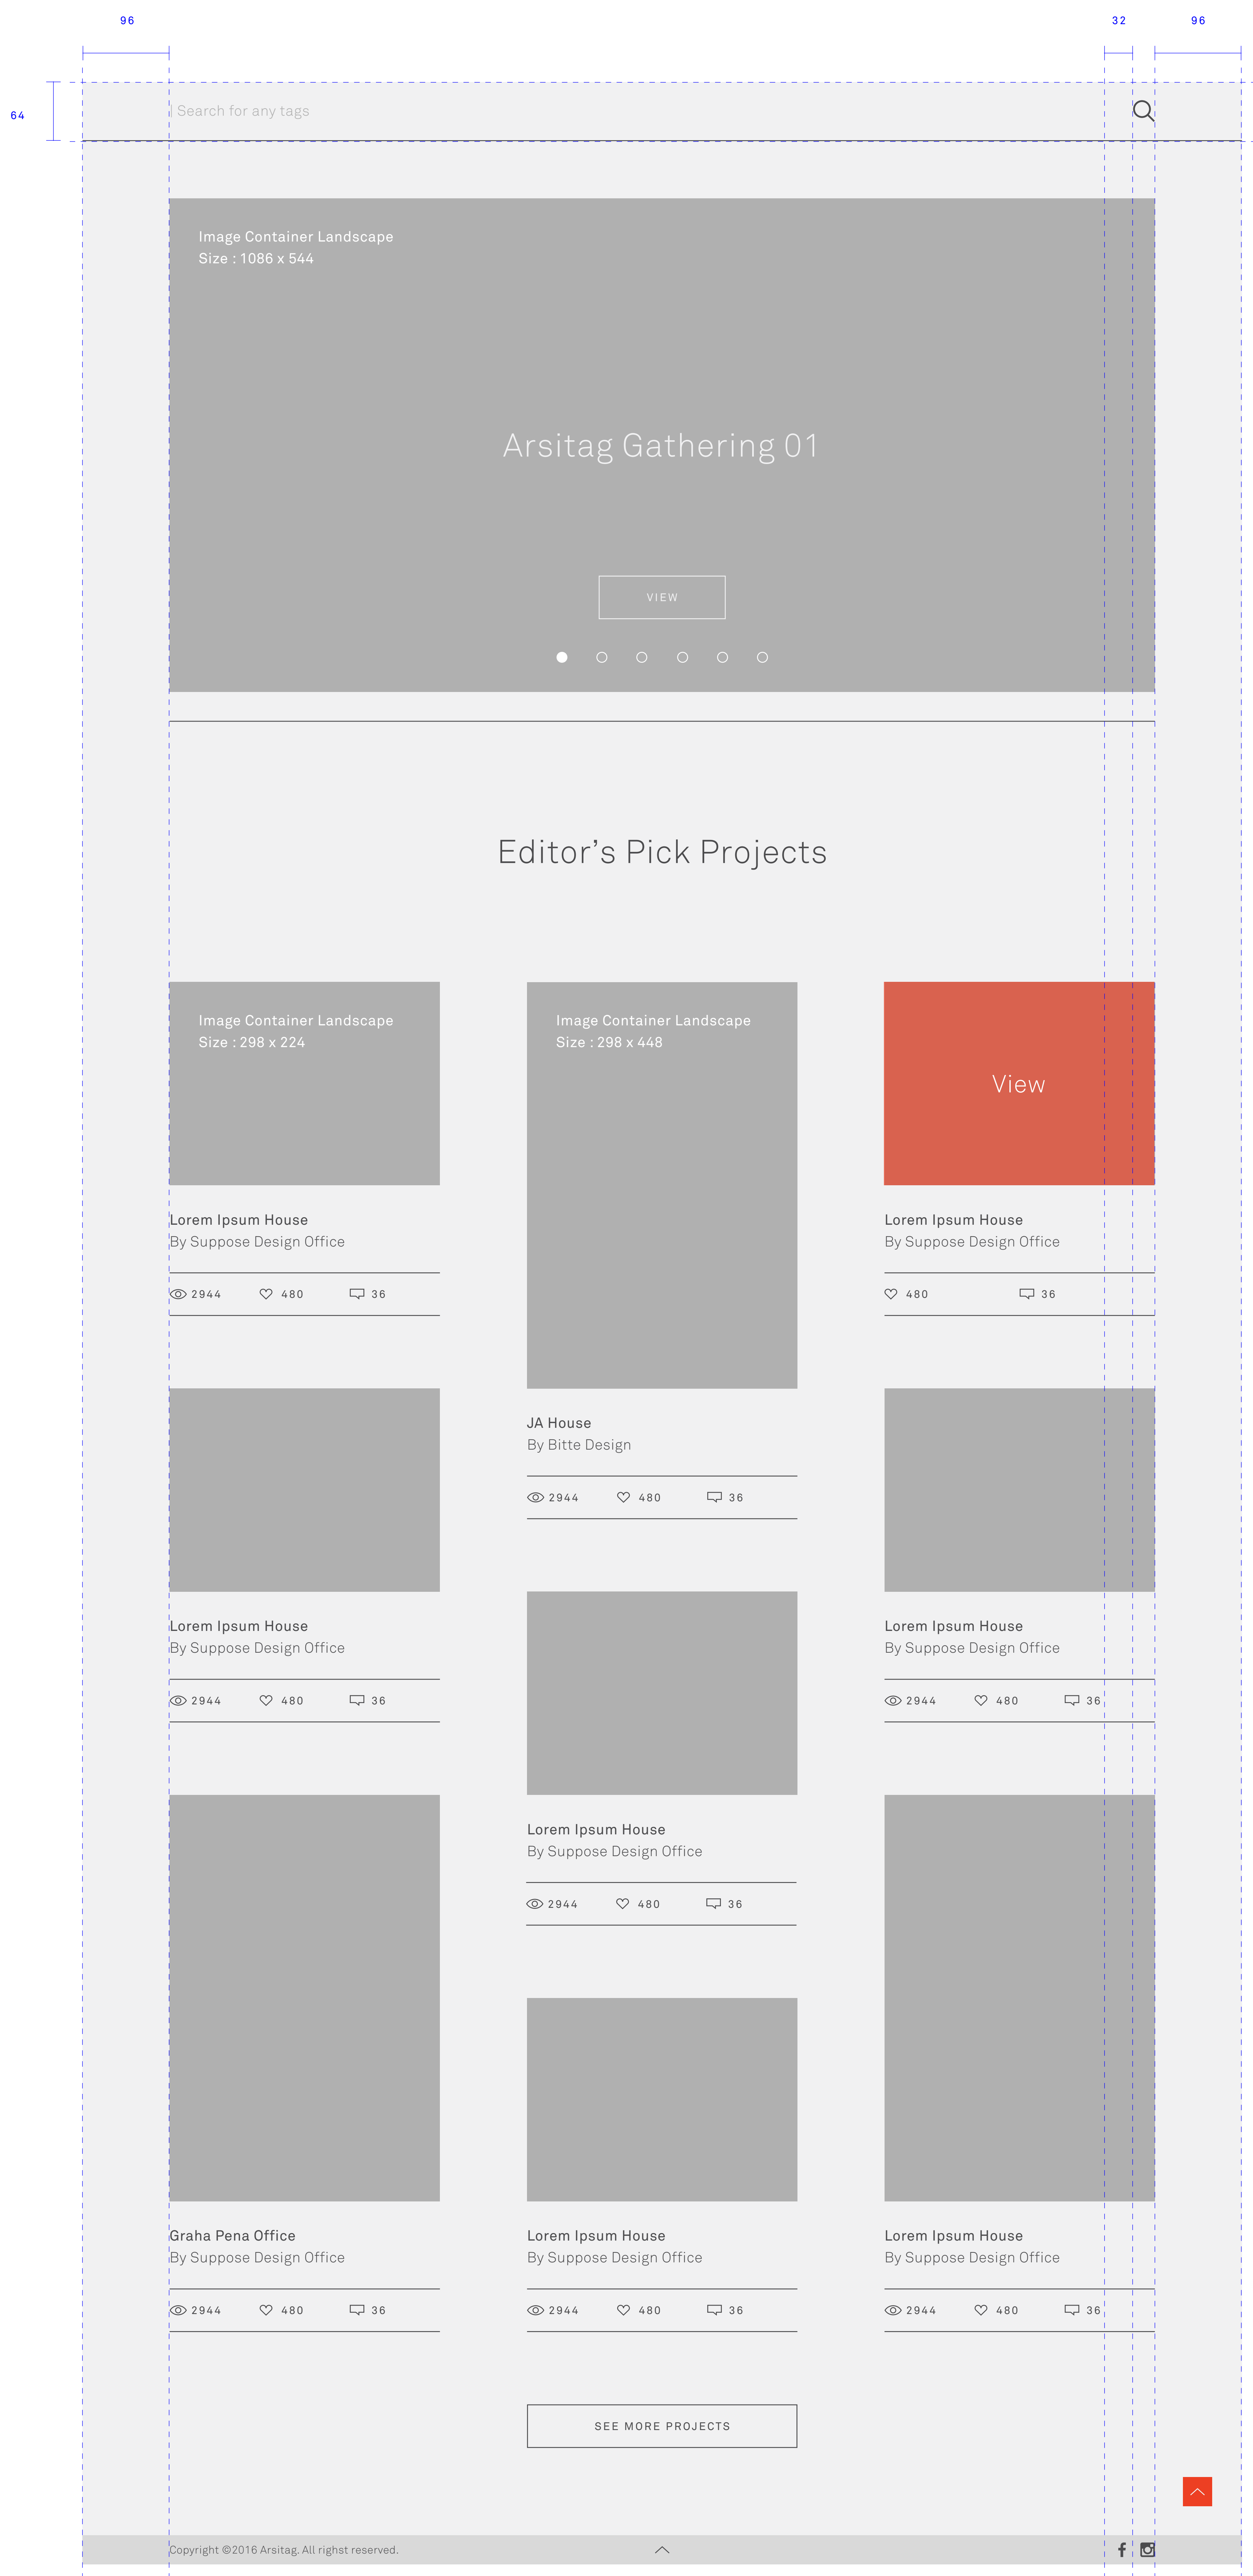 96
32
96
64
Search for any tags
Image Container Landscape
Size : 1086 x 544
Arsitag Gathering 01
VIEW
Editor’s Pick Projects
Image Container Landscape
Size : 298 x 224
Image Container Landscape
Size : 298 x 448
View
Lorem Ipsum House
By Suppose Design Office
2944 480 36
Lorem Ipsum House
By Suppose Design Office
480 36
JA House
By Bitte Design
2944 480 36
Lorem Ipsum House
By Suppose Design Office
2944 480 36
Lorem Ipsum House
By Suppose Design Office
2944 480 36
Lorem Ipsum House
By Suppose Design Office
2944 480 36
Graha Pena Office
By Suppose Design Office
2944 480 36
Lorem Ipsum House
By Suppose Design Office
2944 480 36
Lorem Ipsum House
By Suppose Design Office
2944 480 36
SEE MORE PROJECTS
Copyright ©2016 Arsitag. All righst reserved.